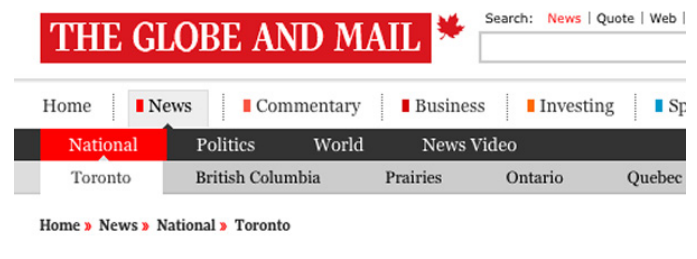 Search: News | Quote | Web |
THE GLOBE AND MAIL
Home News Commentary Business Investing Sp
National Politics World News Video
Toronto British Columbia Prairies Ontario Quebec
Home » News » National » Toronto